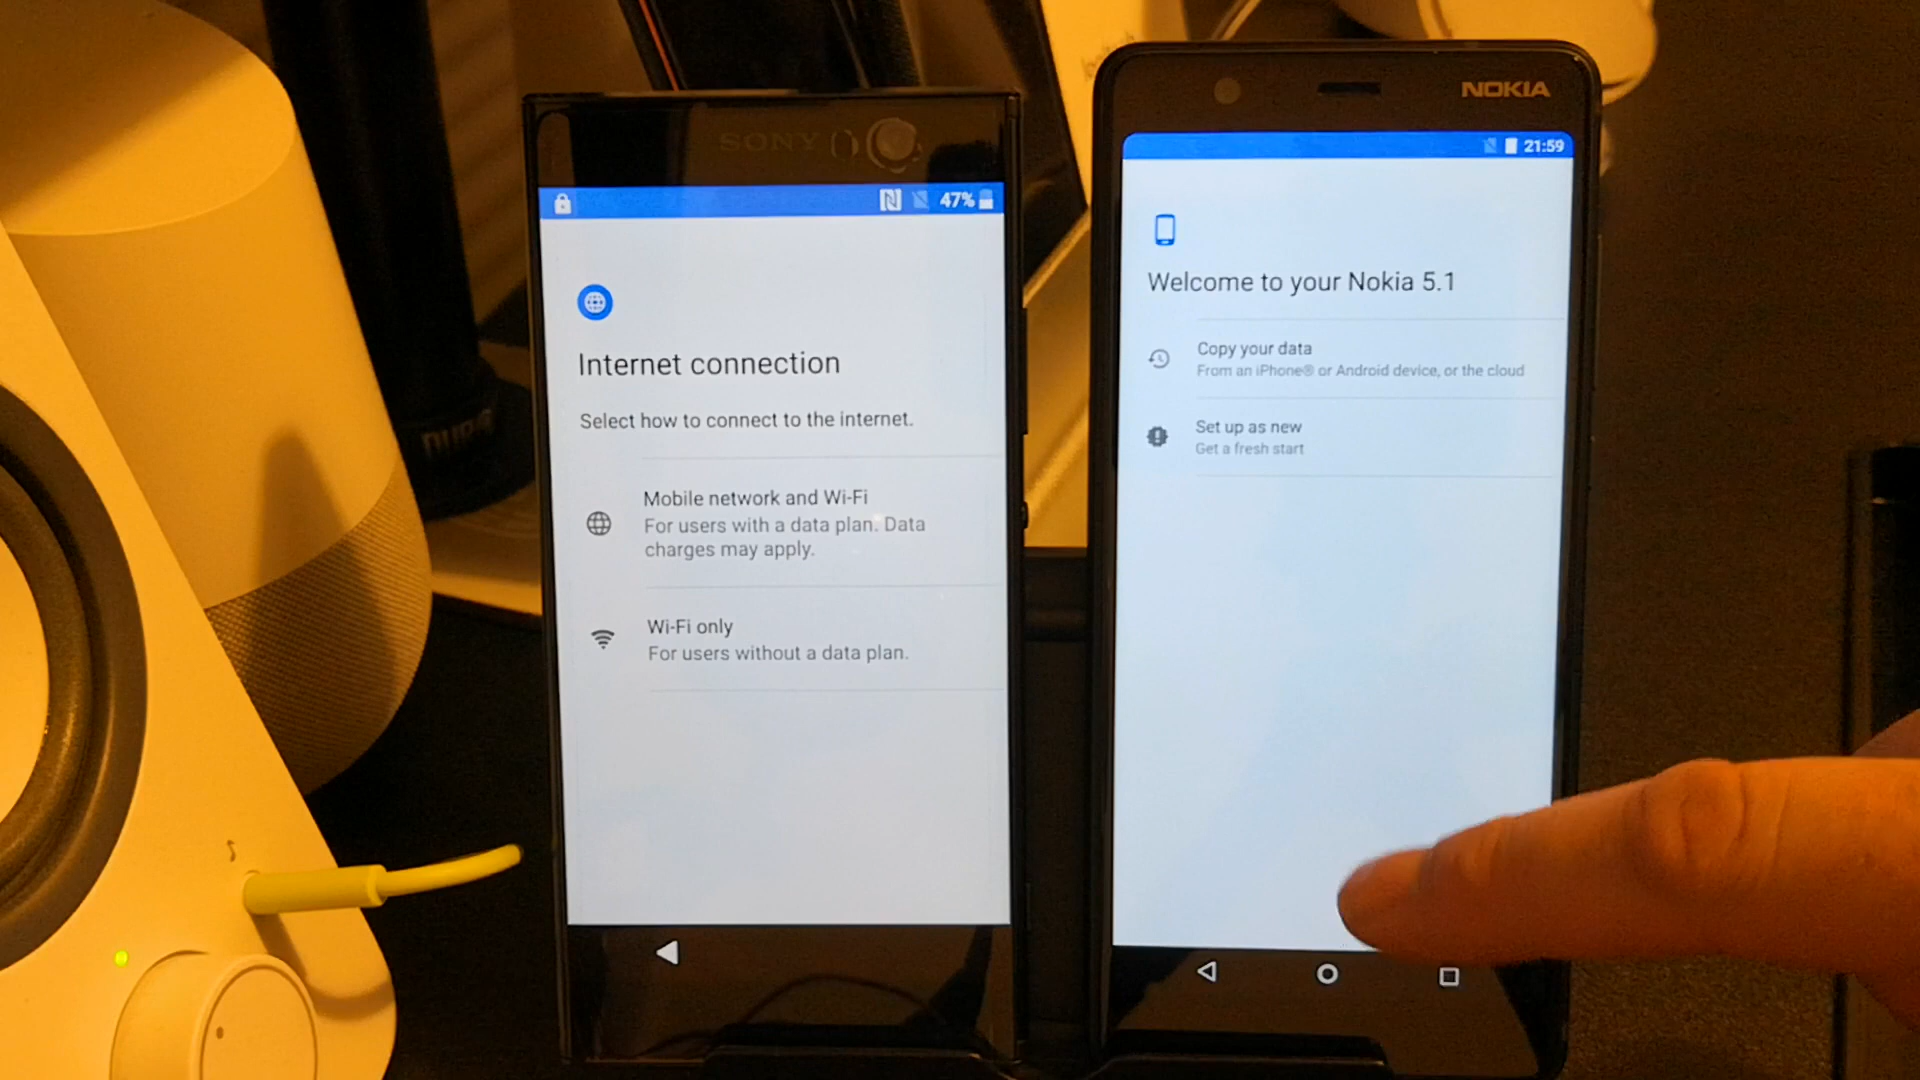 SONY
47%
Internet connection
Select how to connect to the internet.
Mobile network and Wi-Fi
For users with a data plan. Data
charges may apply.
Wi-Fi only
For users without a data plan.
NOKIA
21:59
Welcome to your Nokia 5.1
Copy your data
From an iPhone® or Android device, or the cloud
Set up as new
Get a fresh start